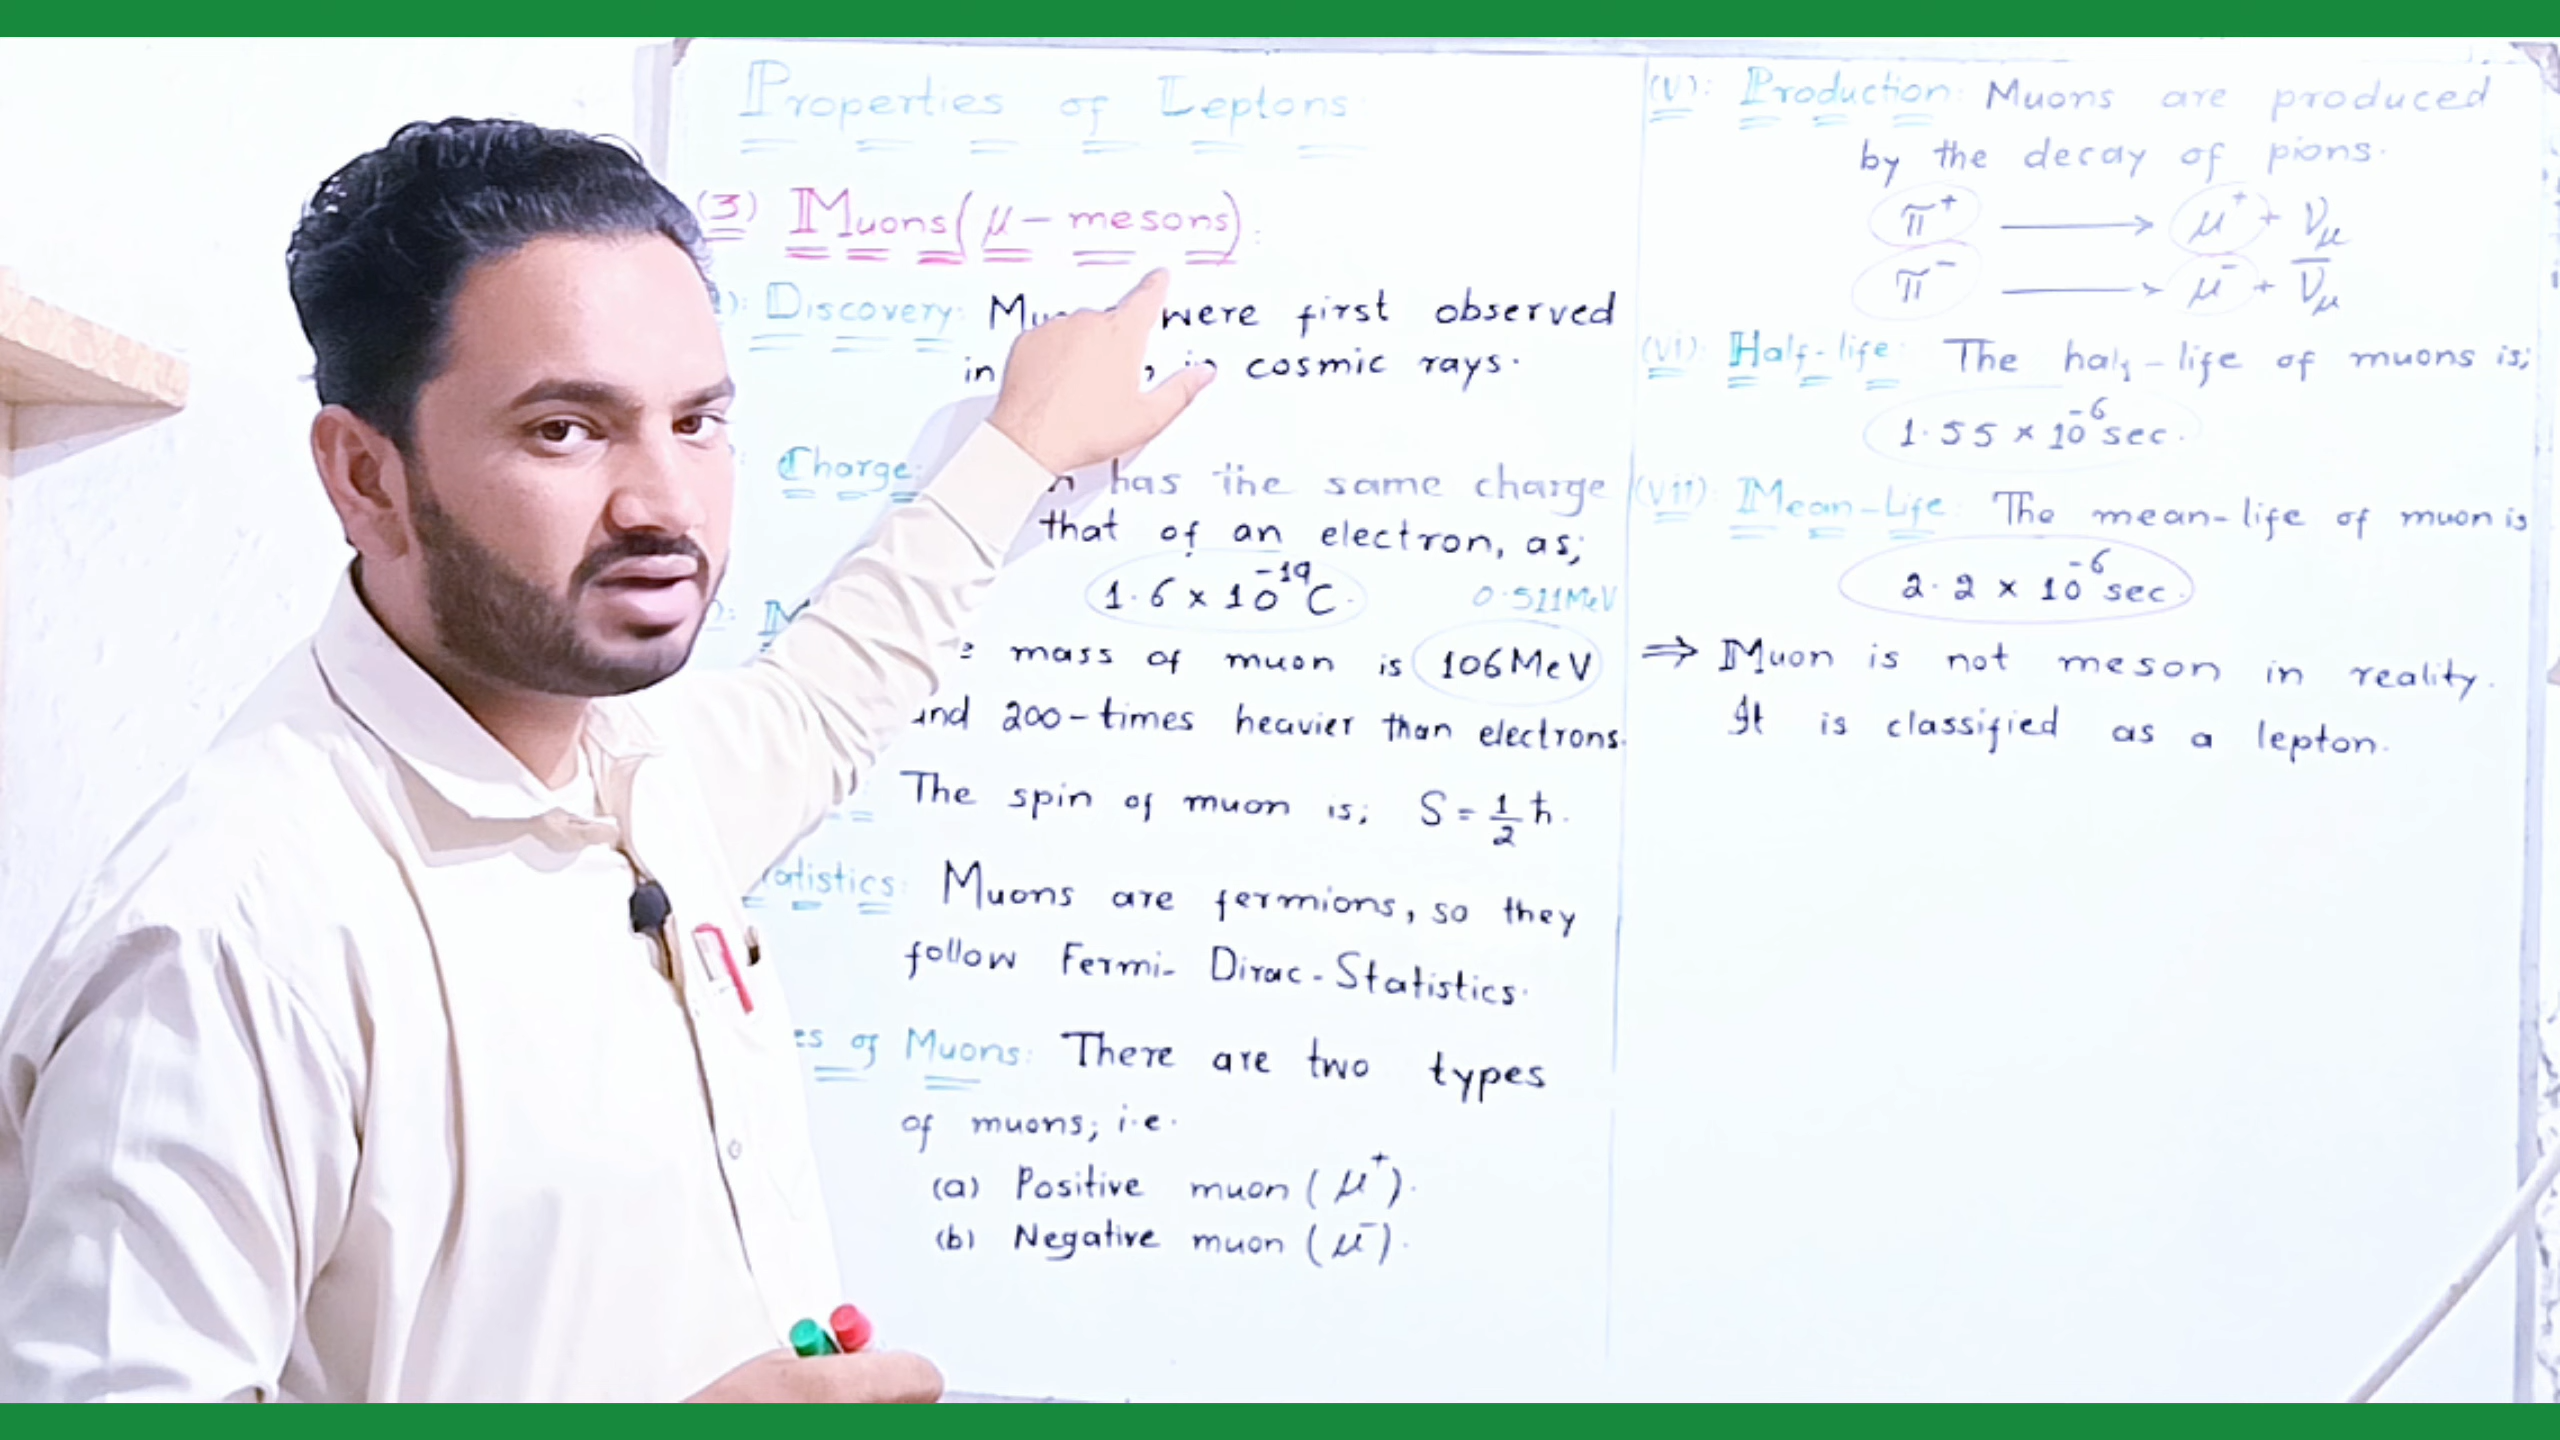 Properties of Leptons
(3) Muons (μ-mesons):
Discovery: were first observed
in cosmic rays.
Charge: has the same charge
that of an electron, as;
1.6 × 10⁻¹⁹ C. 0.511MeV
mass of muon is 106MeV
and 200-times heavier than electrons.
The spin of muon is; S = 1/2 ħ.
Muons are fermions, so they
follow Fermi-Dirac-Statistics.
of Muons: There are two types
of muons; i.e.
(a) Positive muon (μ⁺).
(b) Negative muon (μ⁻).
(v): Production: Muons are produced
by the decay of pions.
π⁺ ⟶ μ⁺ + ν_μ
π⁻ ⟶ μ⁻ + ν̄_μ
(vi): Half-life: The half-life of muons is;
1.55 × 10⁻⁶ sec.
(vii): Mean-Life: The mean-life of muon is
2.2 × 10⁻⁶ sec.
⇒ Muon is not meson in reality.
It is classified as a lepton.